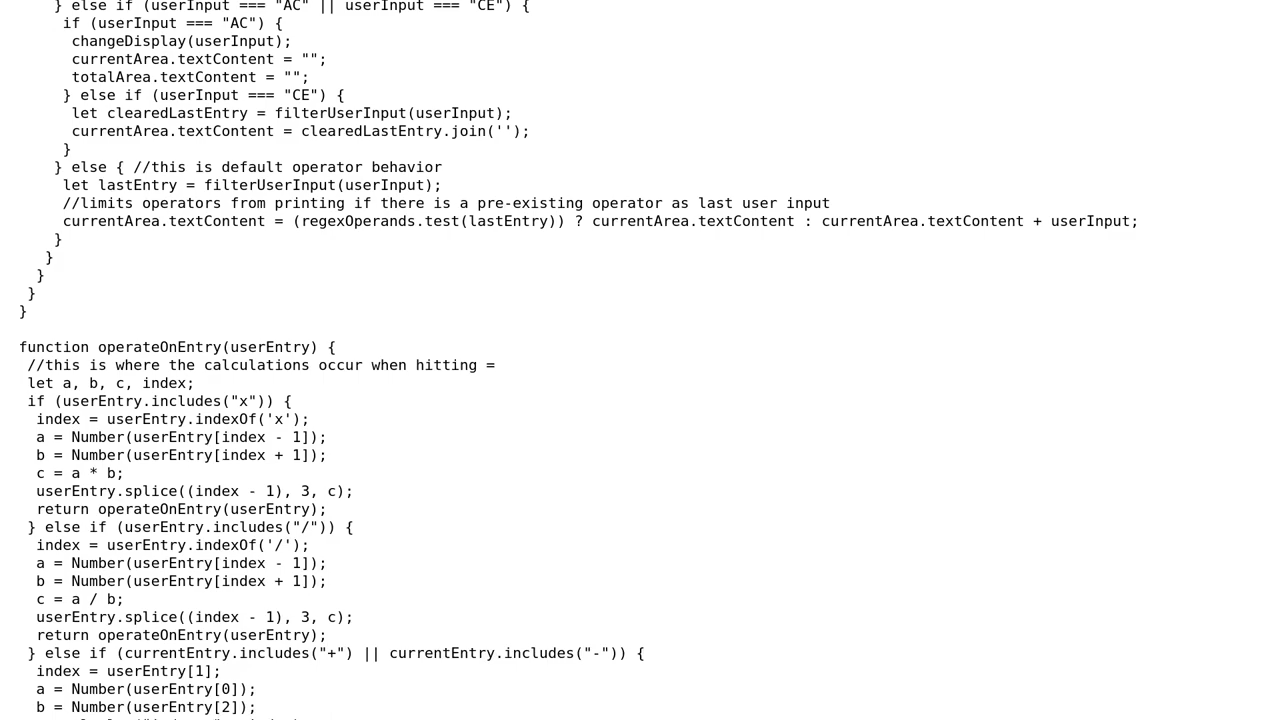 } else if (userInput === "AC" || userInput === "CE") {
if (userInput === "AC") {
changeDisplay(userInput);
currentArea.textContent = "";
totalArea.textContent = "";
} else if (userInput === "CE") {
let clearedLastEntry = filterUserInput(userInput);
currentArea.textContent = clearedLastEntry.join('');
}
} else { //this is default operator behavior
let lastEntry = filterUserInput(userInput);
//limits operators from printing if there is a pre-existing operator as last user input
currentArea.textContent = (regexOperands.test(lastEntry)) ? currentArea.textContent : currentArea.textContent + userInput;
}
}
}
}
}
function operateOnEntry(userEntry) {
//this is where the calculations occur when hitting =
let a, b, c, index;
if (userEntry.includes("x")) {
index = userEntry.indexOf('x');
a = Number(userEntry[index - 1]);
b = Number(userEntry[index + 1]);
c = a * b;
userEntry.splice((index - 1), 3, c);
return operateOnEntry(userEntry);
} else if (userEntry.includes("/")) {
index = userEntry.indexOf('/');
a = Number(userEntry[index - 1]);
b = Number(userEntry[index + 1]);
c = a / b;
userEntry.splice((index - 1), 3, c);
return operateOnEntry(userEntry);
} else if (currentEntry.includes("+") || currentEntry.includes("-")) {
index = userEntry[1];
a = Number(userEntry[0]);
b = Number(userEntry[2]);